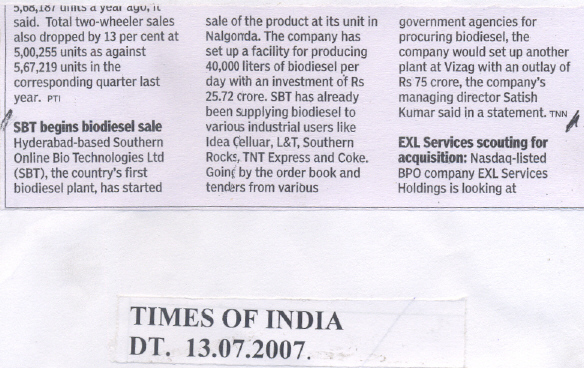 5,68,187 units a year ago, it
said. Total two-wheeler sales
also dropped by 13 per cent at
5,00,255 units as against
5,67,219 units in the
corresponding quarter last
year. PTI
SBT begins biodiesel sale
Hyderabad-based Southern
Online Bio Technologies Ltd
(SBT), the country's first
biodiesel plant, has started
sale of the product at its unit in
Nalgonda. The company has
set up a facility for producing
40,000 liters of biodiesel per
day with an investment of Rs
25.72 crore. SBT has already
been supplying biodiesel to
various industrial users like
Idea Celluar, L&T, Southern
Rocks, TNT Express and Coke.
Going by the order book and
tenders from various
government agencies for
procuring biodiesel, the
company would set up another
plant at Vizag with an outlay of
Rs 75 crore, the company's
managing director Satish
Kumar said in a statement. TNN
EXL Services scouting for
acquisition: Nasdaq-listed
BPO company EXL Services
Holdings is looking at
TIMES OF INDIA
DT. 13.07.2007.